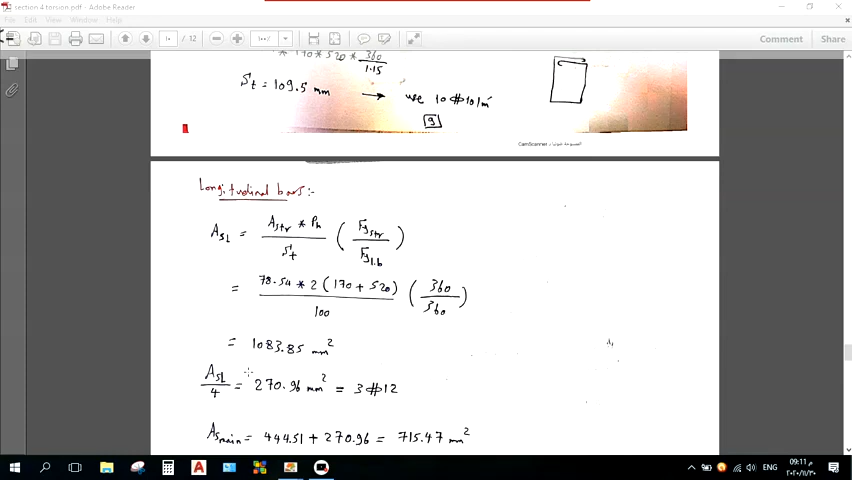 section 4 torsion.pdf - Adobe Reader
File Edit View Window Help
/ 12
Comment Share
* 170 * 520 * 360 / 1.15
St = 109.5 mm → use 10 # 10/m'
9
CamScanner
Longitudinal bars:-
AsL = Astr * Ph / St ( Fystr / Fyl.b )
= 78.54 * 2 ( 170 + 520 ) / 100 ( 360 / 360 )
= 1083.85 mm²
AsL / 4 = 270.96 mm² = 3 # 12
Asmain = 444.51 + 270.96 = 715.47 mm²
ENG
09:11 م
٢٠٢٠/١١/٣٠